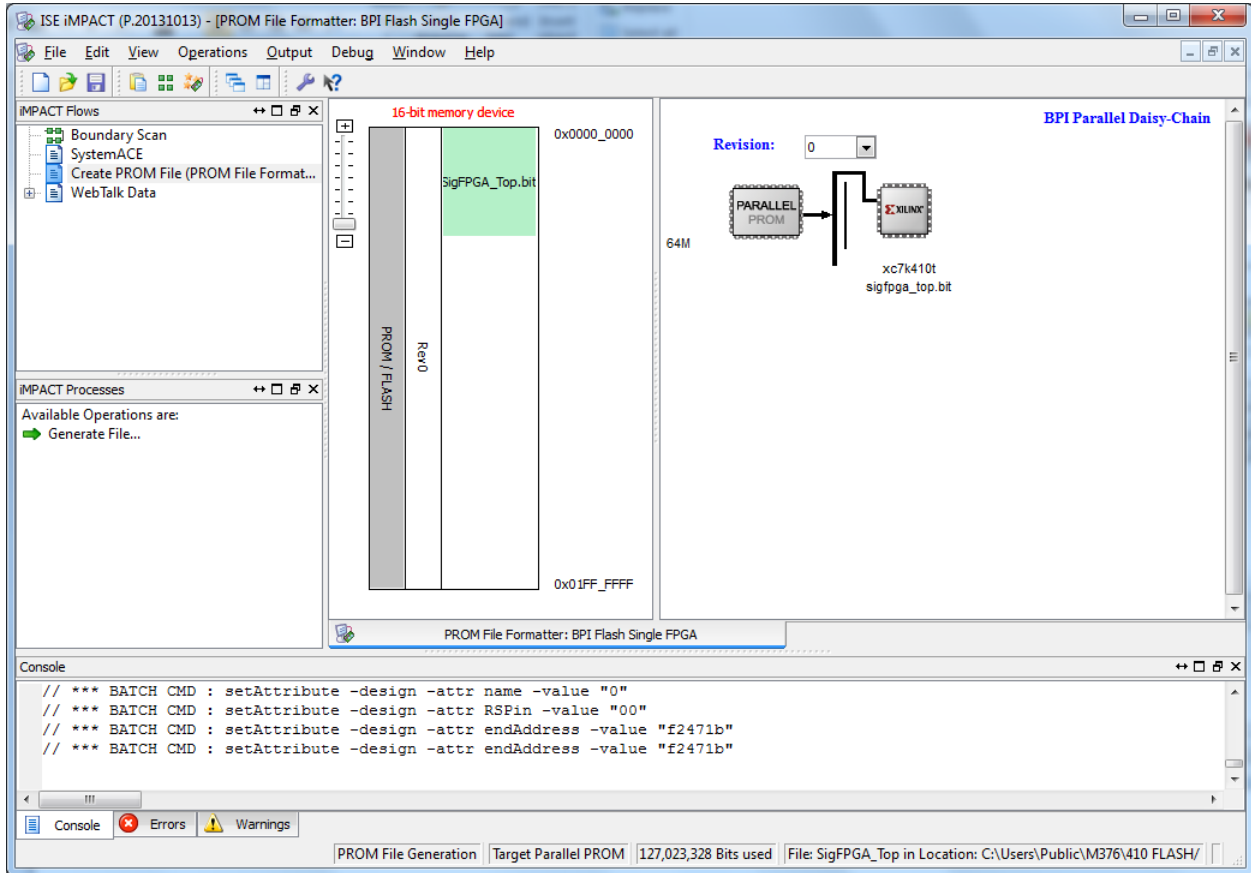 ISE iMPACT (P.20131013) - [PROM File Formatter: BPI Flash Single FPGA]
File Edit View Operations Output Debug Window Help
iMPACT Flows
Boundary Scan
SystemACE
Create PROM File (PROM File Format...
WebTalk Data
iMPACT Processes
Available Operations are:
Generate File...
16-bit memory device
0x0000_0000
SigFPGA_Top.bit
PROM / FLASH
Rev0
0x01FF_FFFF
BPI Parallel Daisy-Chain
Revision: 0
PARALLEL
PROM
XILINX
64M
xc7k410t
sigfpga_top.bit
PROM File Formatter: BPI Flash Single FPGA
Console
// *** BATCH CMD : setAttribute -design -attr name -value "0"
// *** BATCH CMD : setAttribute -design -attr RSPin -value "00"
// *** BATCH CMD : setAttribute -design -attr endAddress -value "f2471b"
// *** BATCH CMD : setAttribute -design -attr endAddress -value "f2471b"
Console Errors Warnings
PROM File Generation Target Parallel PROM 127,023,328 Bits used File: SigFPGA_Top in Location: C:\Users\Public\M376\410 FLASH/